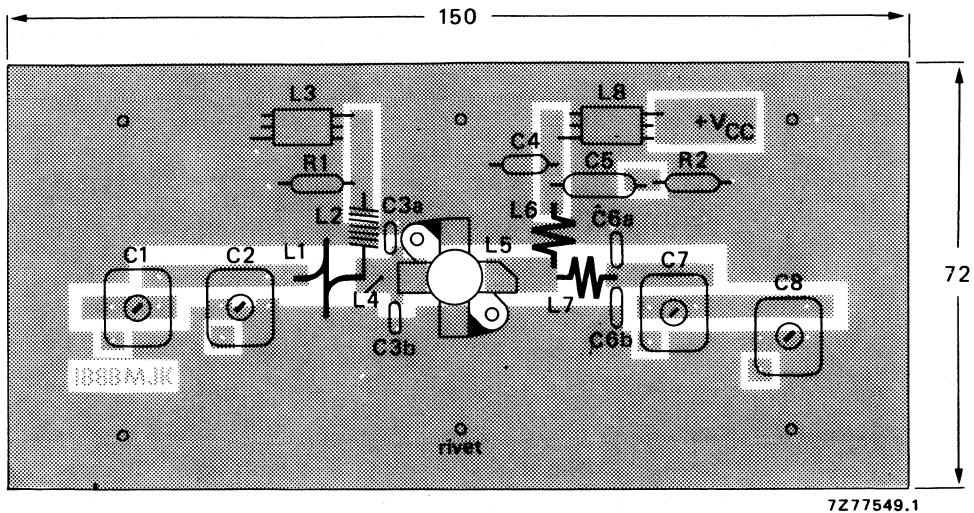 150
L3
L8
+VCC
C4
C5
R2
R1
L2
C3a
L6
C6a
C1
C2
L1
L5
C7
72
L4
L7
C8
C3b
C6b
1888MJK
rivet
7Z77549.1